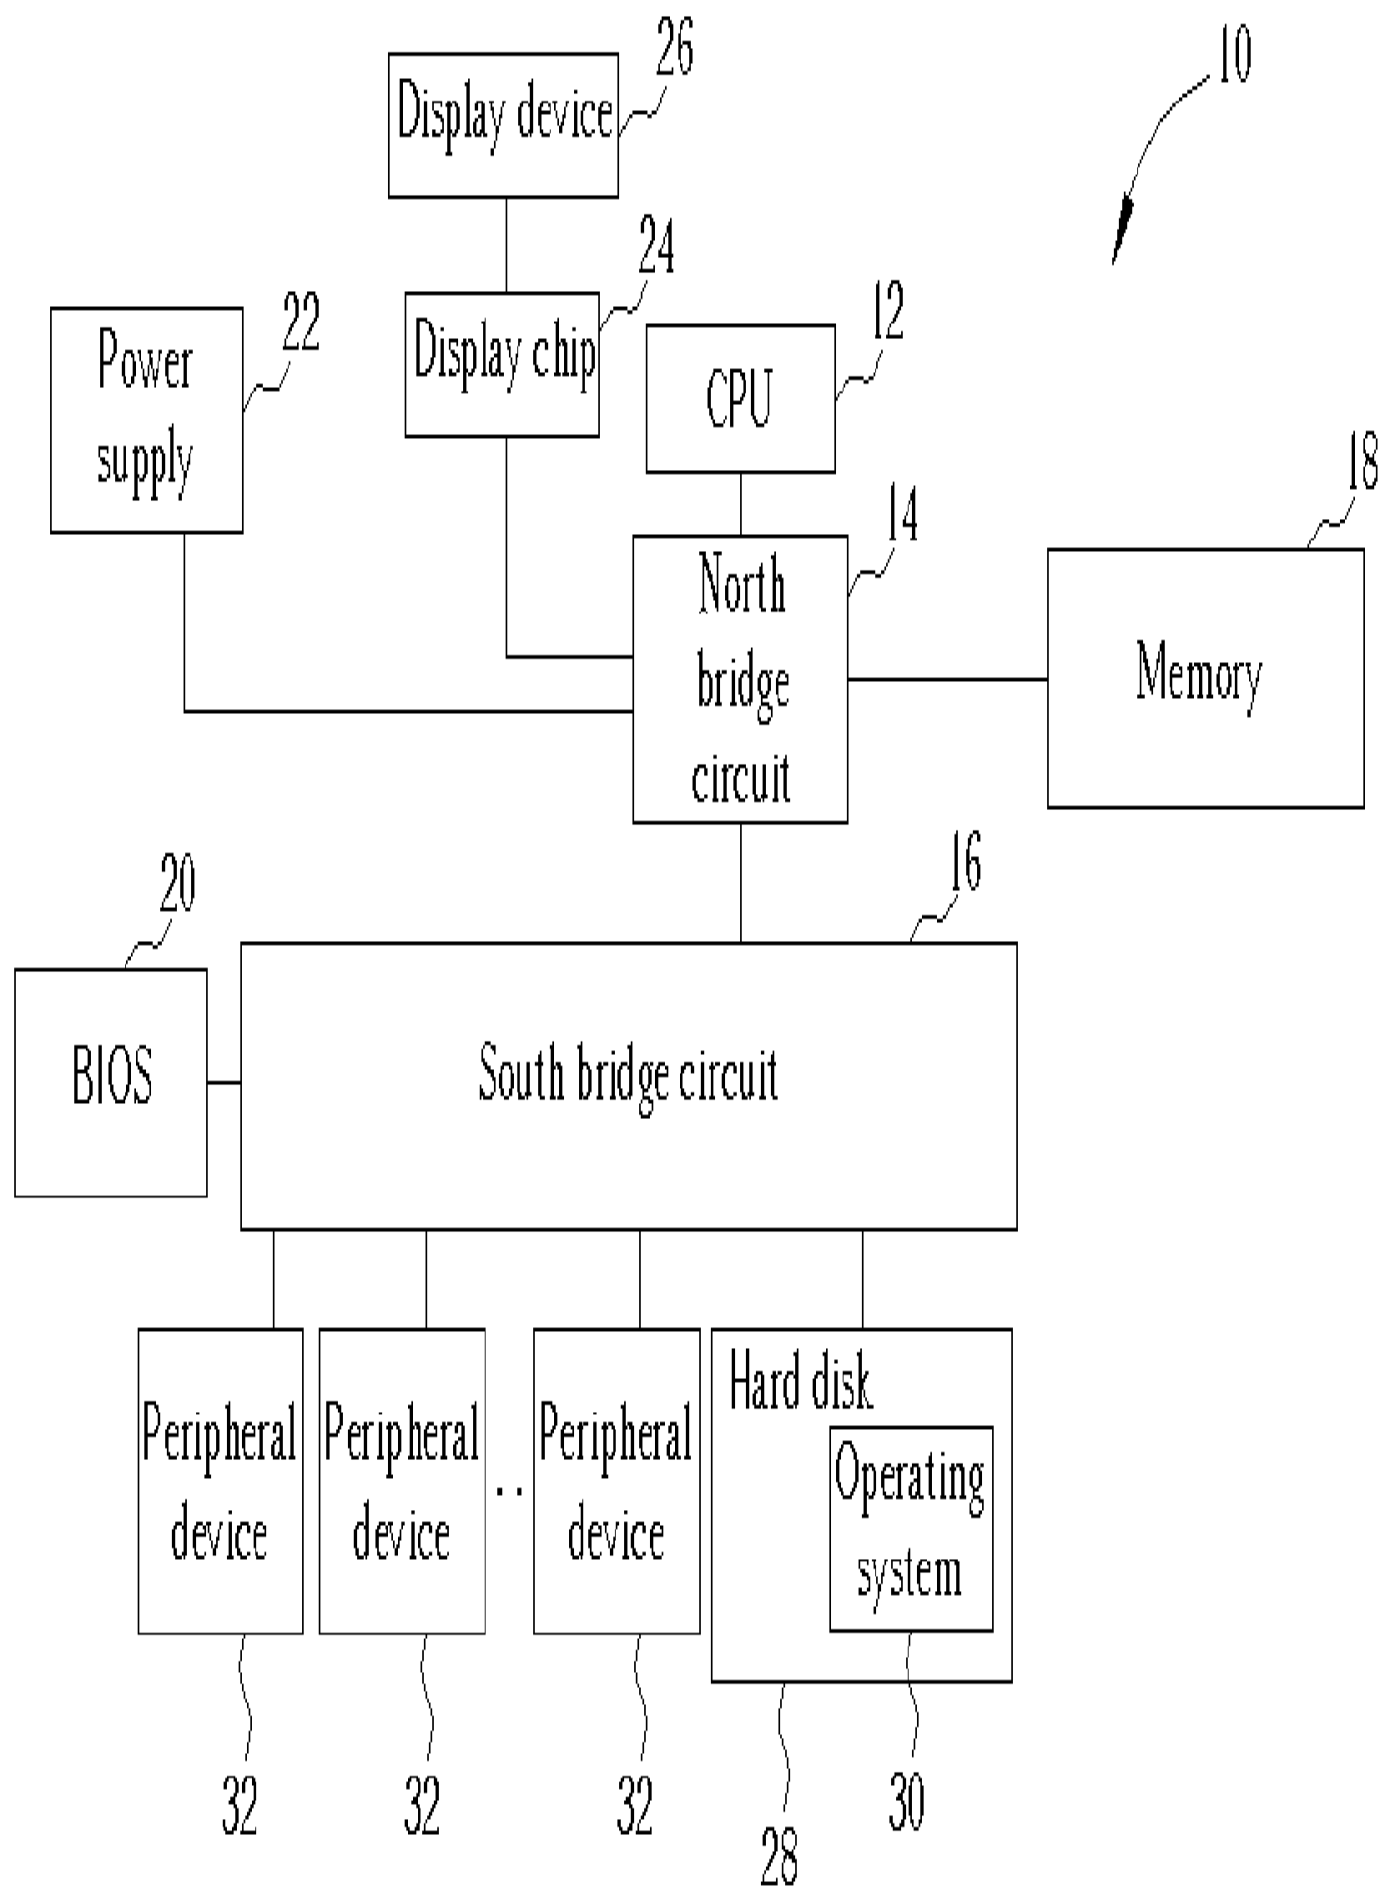 10
26
Display device
24
Display chip
22
Power
supply
12
CPU
18
Memory
14
North
bridge
circuit
16
South bridge circuit
20
BIOS
Peripheral
device
Peripheral
device
..
Peripheral
device
Hard disk
Operating
system
32
32
32
28
30